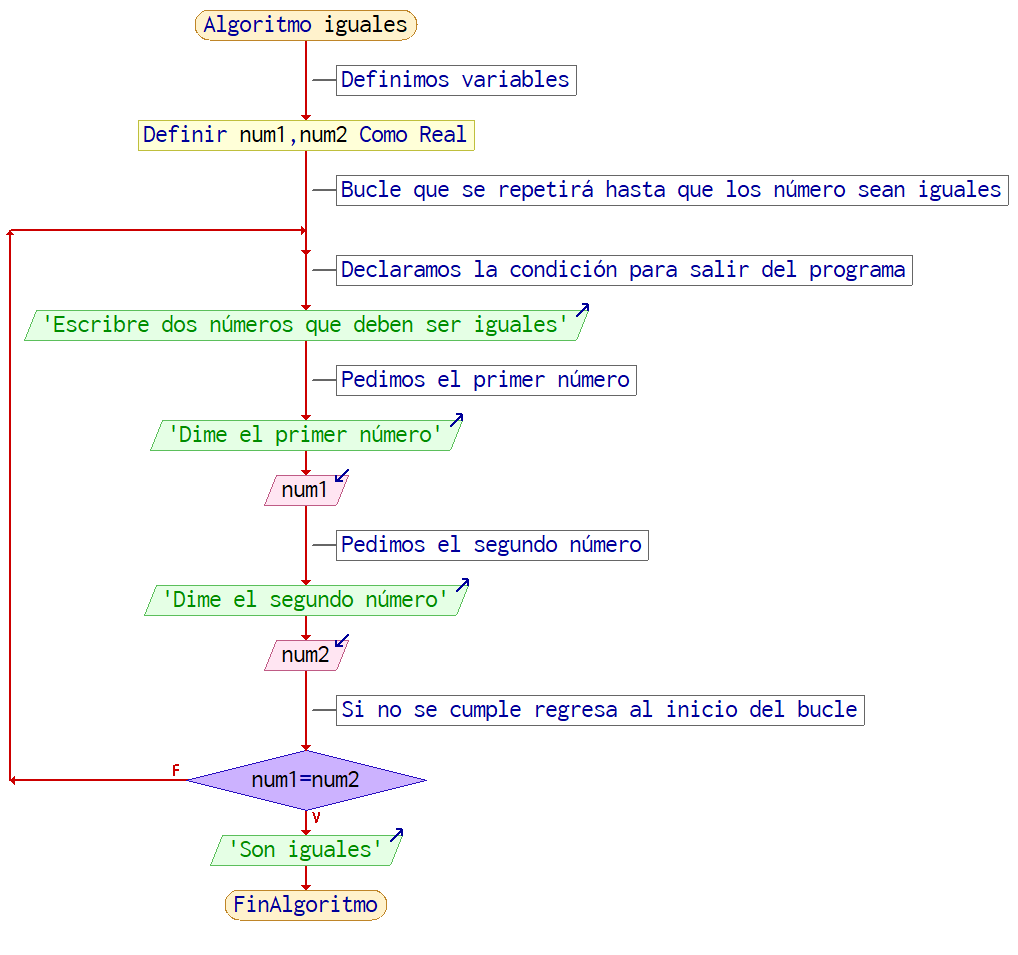 Algoritmo iguales
Definimos variables
Definir num1,num2 Como Real
Bucle que se repetirá hasta que los número sean iguales
Declaramos la condición para salir del programa
'Escribre dos números que deben ser iguales'
Pedimos el primer número
'Dime el primer número'
num1
Pedimos el segundo número
'Dime el segundo número'
num2
Si no se cumple regresa al inicio del bucle
F
num1=num2
V
'Son iguales'
FinAlgoritmo